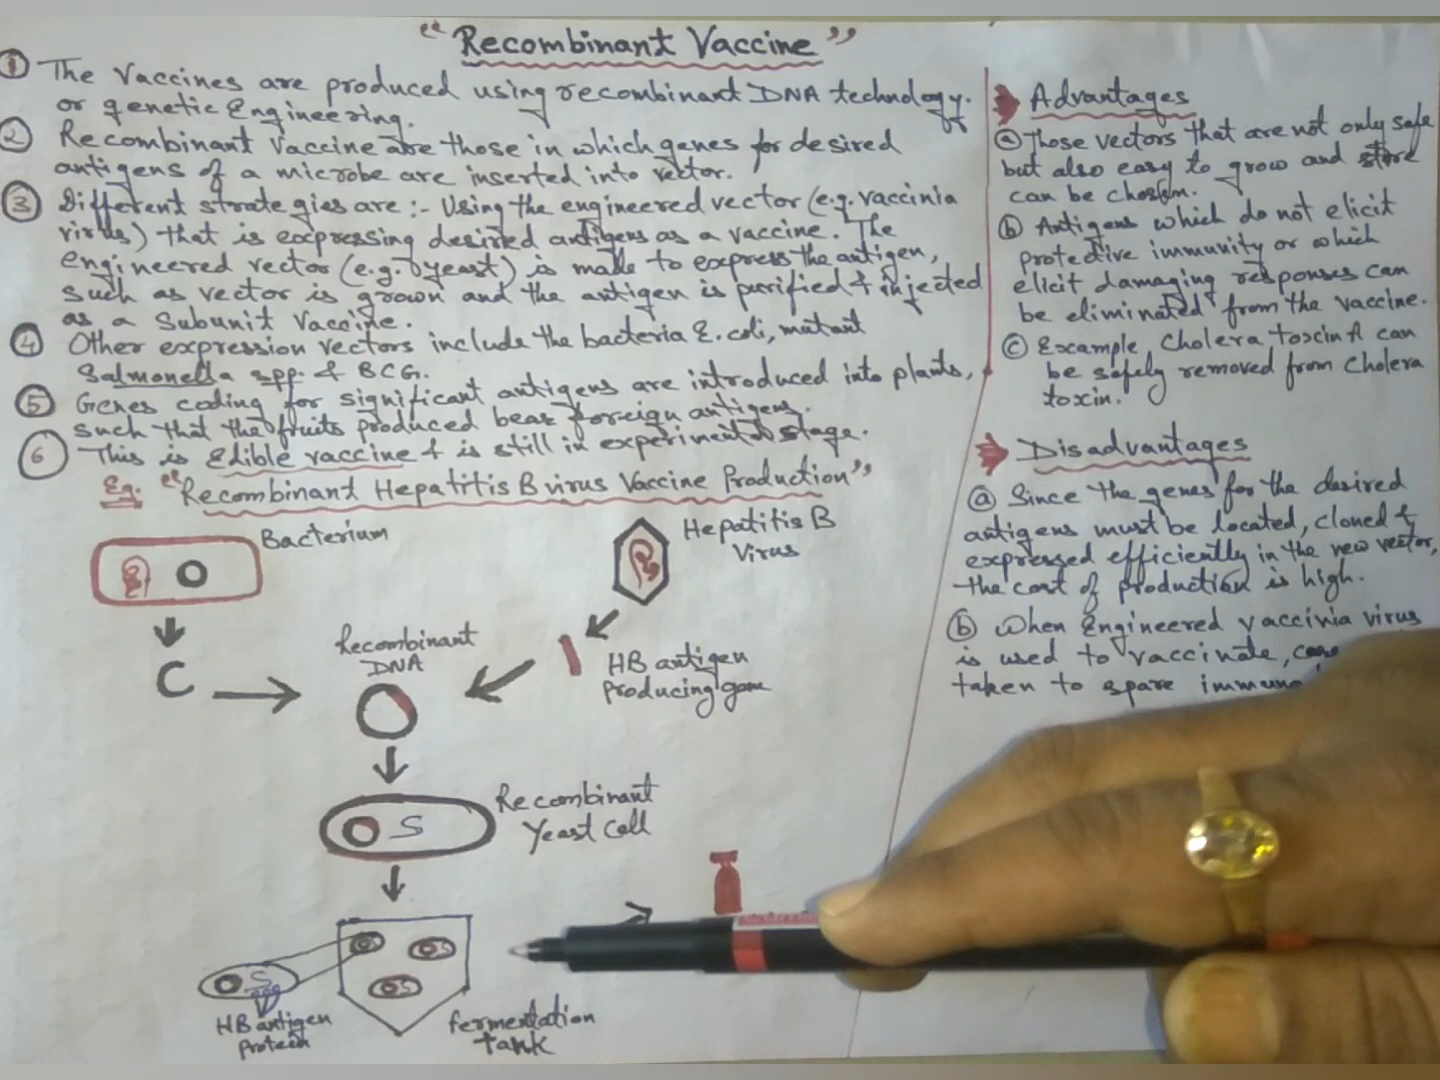 "Recombinant Vaccine"
① The Vaccines are produced using recombinant DNA technology.
or genetic Engineering.
② Recombinant Vaccine are those in which genes for desired
antigens of a microbe are inserted into vector.
③ Different strategies are :- Using the engineered vector (e.g. vaccinia
virus) that is expressing desired antigens as a vaccine. The
engineered vector (e.g. yeast) is made to express the antigen,
such as vector is grown and the antigen is purified & injected
as a Subunit Vaccine.
④ Other expression vectors include the bacteria E. coli, mutant
Salmonella spp. & BCG.
⑤ Genes coding for significant antigens are introduced into plants,
such that the fruits produced bear foreign antigens.
⑥ This is Edible vaccine & is still in experimental stage.
Eg. "Recombinant Hepatitis B virus Vaccine Production"
Bacterium
Hepatitis B
Virus
Recombinant
DNA
HB antigen
Producing gene
C
Recombinant
Yeast Cell
S
S
S
S
S
HB antigen
Protein
fermentation
tank
Advantages
ⓐ Those vectors that are not only safe
but also easy to grow and store
can be chosen.
ⓑ Antigens which do not elicit
protective immunity or which
elicit damaging responses can
be eliminated from the vaccine.
ⓒ Example, Cholera toxin A can
be safely removed from Cholera
toxin.
Disadvantages
ⓐ Since the genes for the desired
antigens must be located, cloned &
expressed efficiently in the new vector,
the cost of production is high.
ⓑ When Engineered vaccinia virus
is used to vaccinate,
taken to spare